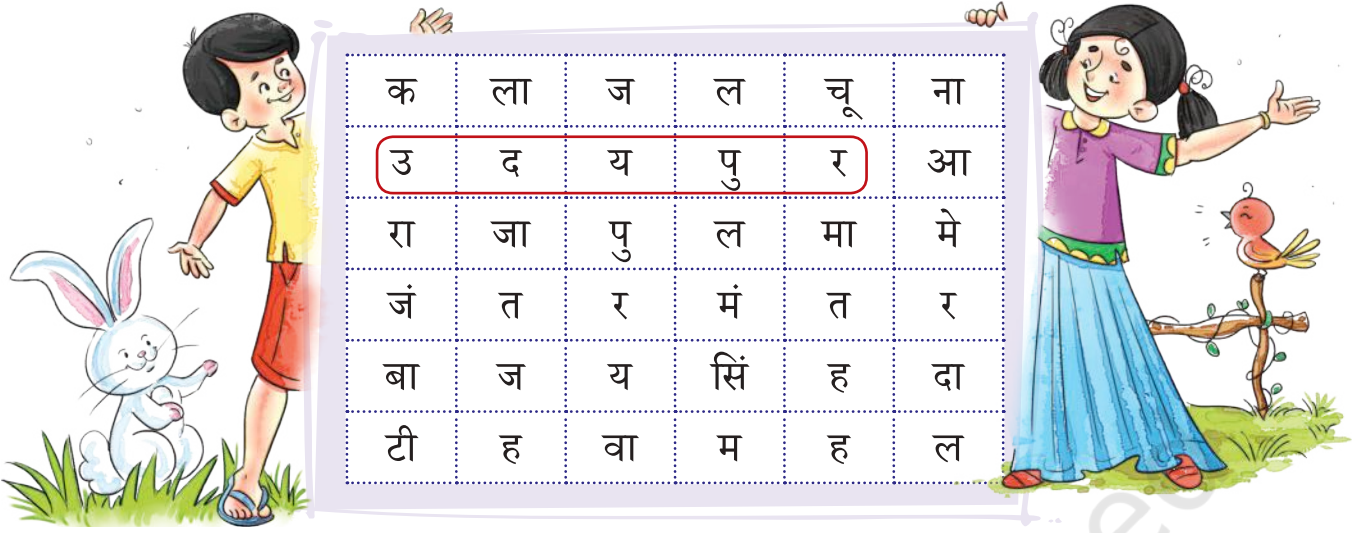 क ला ज ल चू ना
उ द य पु र आ
रा जा पु ल मा मे
जं त र मं त र
बा ज य सिं ह दा
टी ह वा म ह ल